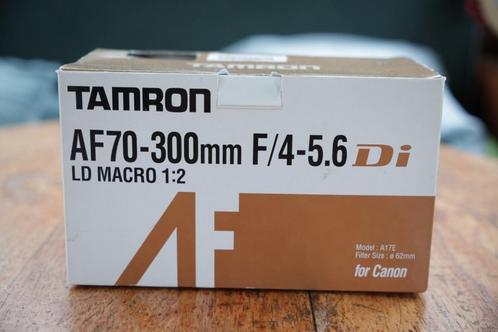 TAMRON
AF70-300mm F/4-5.6 Di
LD MACRO 1:2
AF
Model : A17E
Filter Size : ø 62mm
for Canon